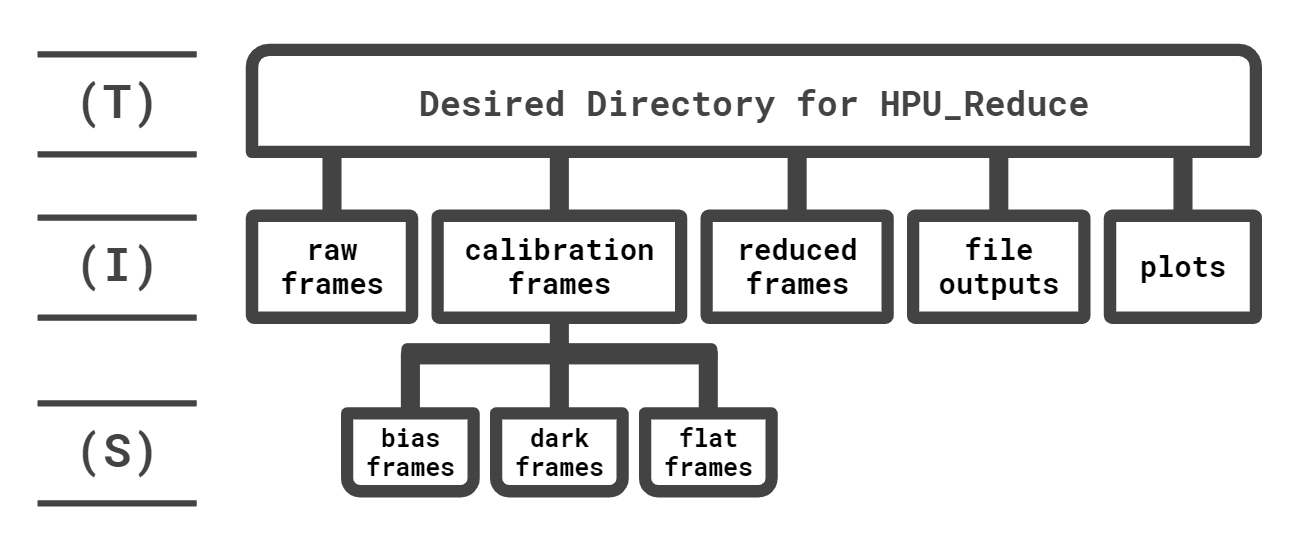 (T)
Desired Directory for HPU_Reduce
(I)
raw
frames
calibration
frames
reduced
frames
file
outputs
plots
(S)
bias
frames
dark
frames
flat
frames